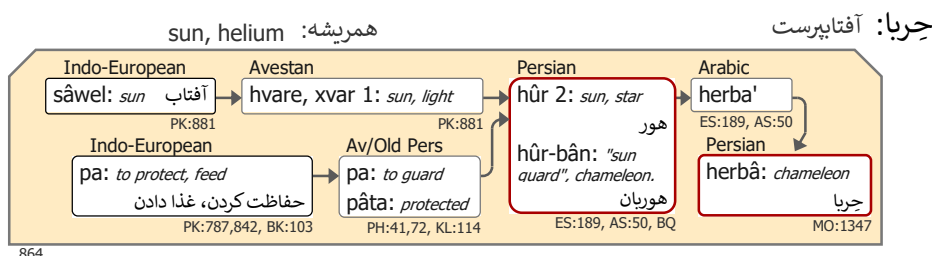 حِربا: آفتابپرست
همریشه: sun, helium
Indo-European
sâwel: sun آفتاب
PK:881
Avestan
hvare, xvar 1: sun, light
PK:881
Indo-European
pa: to protect, feed
حفاظت کردن، غذا دادن
PK:787,842, BK:103
Av/Old Pers
pa: to guard
pâta: protected
PH:41,72, KL:114
Persian
hûr 2: sun, star
هور
hûr-bân: "sun
guard", chameleon.
هوربان
ES:189, AS:50, BQ
Arabic
herba'
ES:189, AS:50
Persian
herbâ: chameleon
حِربا
MO:1347
864